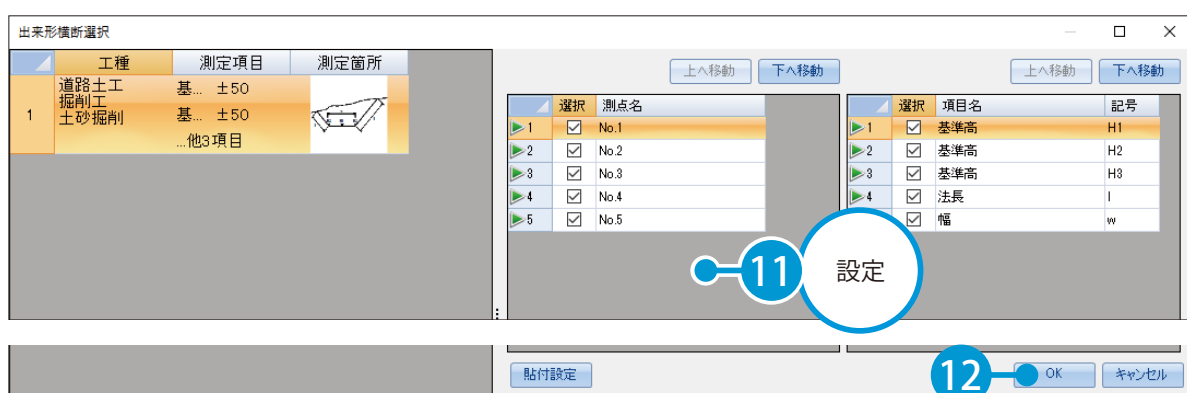 出来形横断選択
工種 測定項目 測定箇所
1 道路土工 基... ±50
掘削工
土砂掘削 基... ±50
...他3項目
上へ移動 下へ移動
選択 測点名
1 No.1
2 No.2
3 No.3
4 No.4
5 No.5
上へ移動 下へ移動
選択 項目名 記号
1 基準高 H1
2 基準高 H2
3 基準高 H3
4 法長 l
幅 w
11 設定
貼付設定
12 OK キャンセル